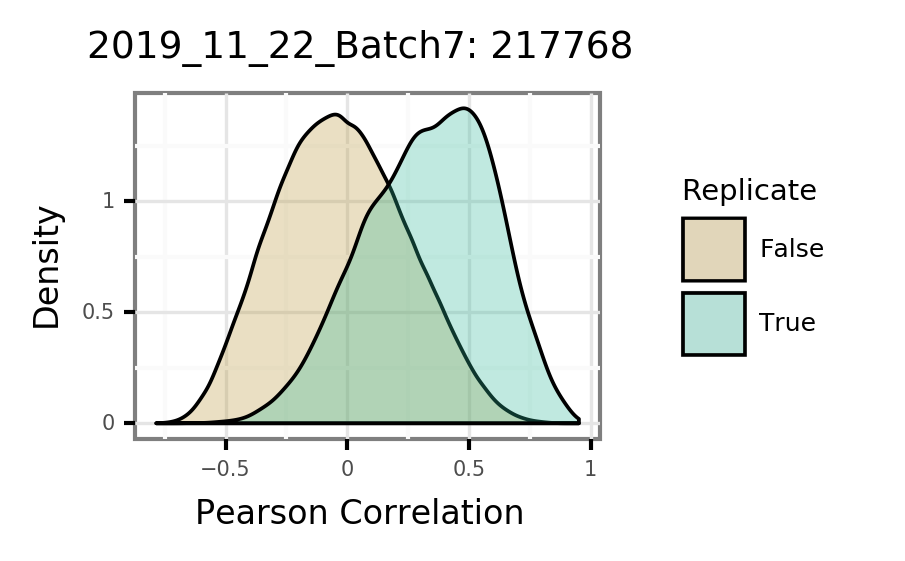 2019_11_22_Batch7: 217768
Density
1
0.5
0
−0.5 0 0.5 1
Pearson Correlation
Replicate
False
True